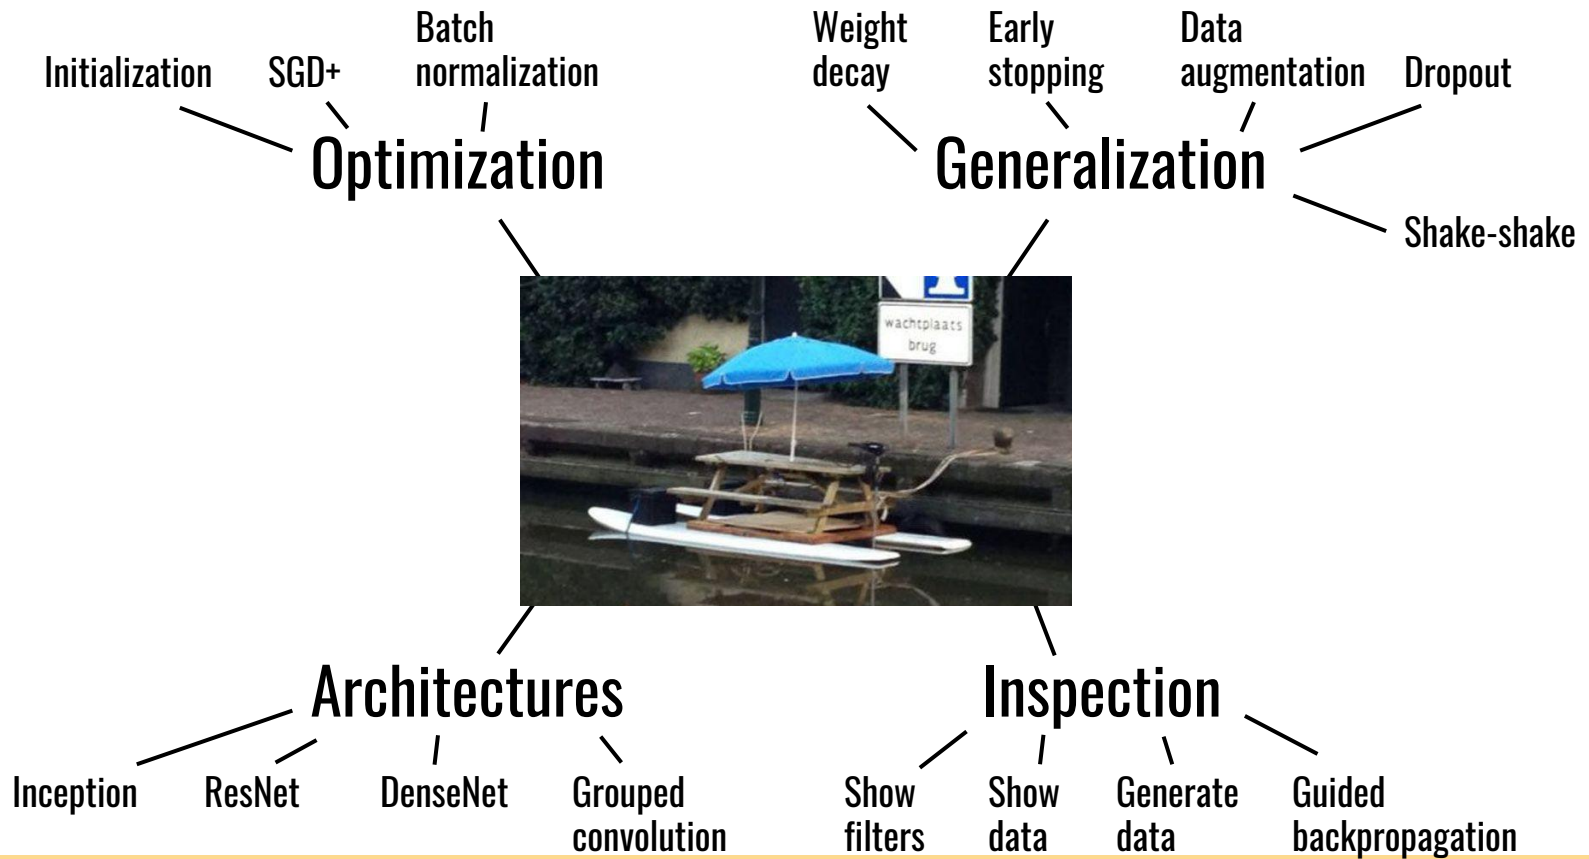 Batch
normalization
Initialization
SGD+
Optimization
Weight
decay
Early
stopping
Data
augmentation
Dropout
Generalization
Shake-shake
wachtplaats
brug
Architectures
Inception
ResNet
DenseNet
Grouped
convolution
Inspection
Show
filters
Show
data
Generate
data
Guided
backpropagation